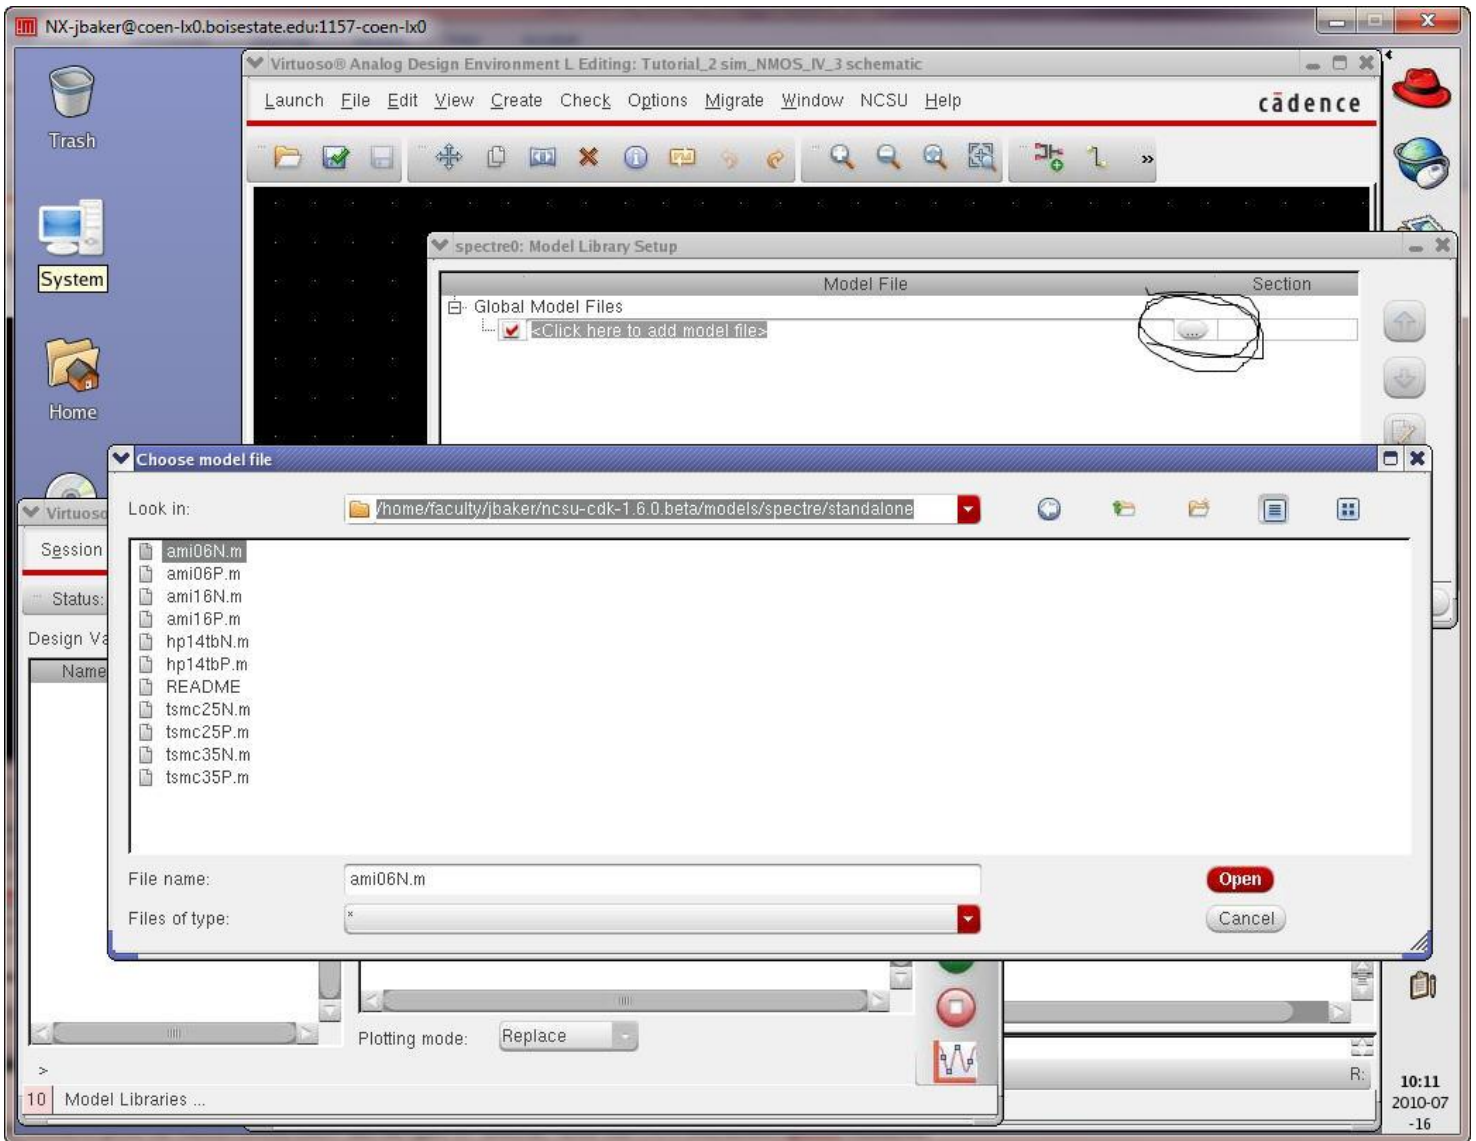 NX-jbaker@coen-lx0.boisestate.edu:1157-coen-lx0
Virtuoso® Analog Design Environment L Editing: Tutorial_2 sim_NMOS_IV_3 schematic
Launch File Edit View Create Check Options Migrate Window NCSU Help
cādence
Trash
spectre0: Model Library Setup
System
Model File Section
Global Model Files
<Click here to add model file>
...
Home
Choose model file
Look in: /home/faculty/jbaker/ncsu-cdk-1.6.0.beta/models/spectre/standalone
Virtuoso
Session
Status:
Design Va
Name
ami06N.m
ami06P.m
ami16N.m
ami16P.m
hp14tbN.m
hp14tbP.m
README
tsmc25N.m
tsmc25P.m
tsmc35N.m
tsmc35P.m
File name: ami06N.m Open
Files of type: * Cancel
Plotting mode: Replace
>
R:
10 Model Libraries ...
10:11
2010-07
-16